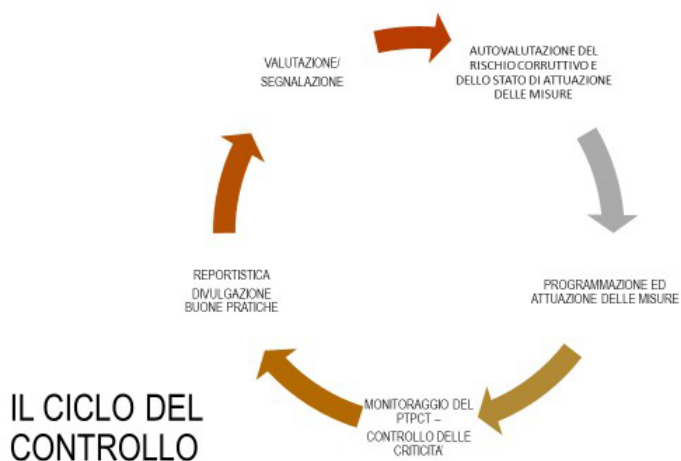 VALUTAZIONE/
SEGNALAZIONE
AUTOVALUTAZIONE DEL
RISCHIO CORRUTTIVO E
DELLO STATO DI ATTUAZIONE
DELLE MISURE
PROGRAMMAZIONE ED
ATTUAZIONE DELLE MISURE
MONITORAGGIO DEL
PTPCT –
CONTROLLO DELLE
CRITICITA'
REPORTISTICA
DIVULGAZIONE
BUONE PRATICHE
IL CICLO DEL
CONTROLLO